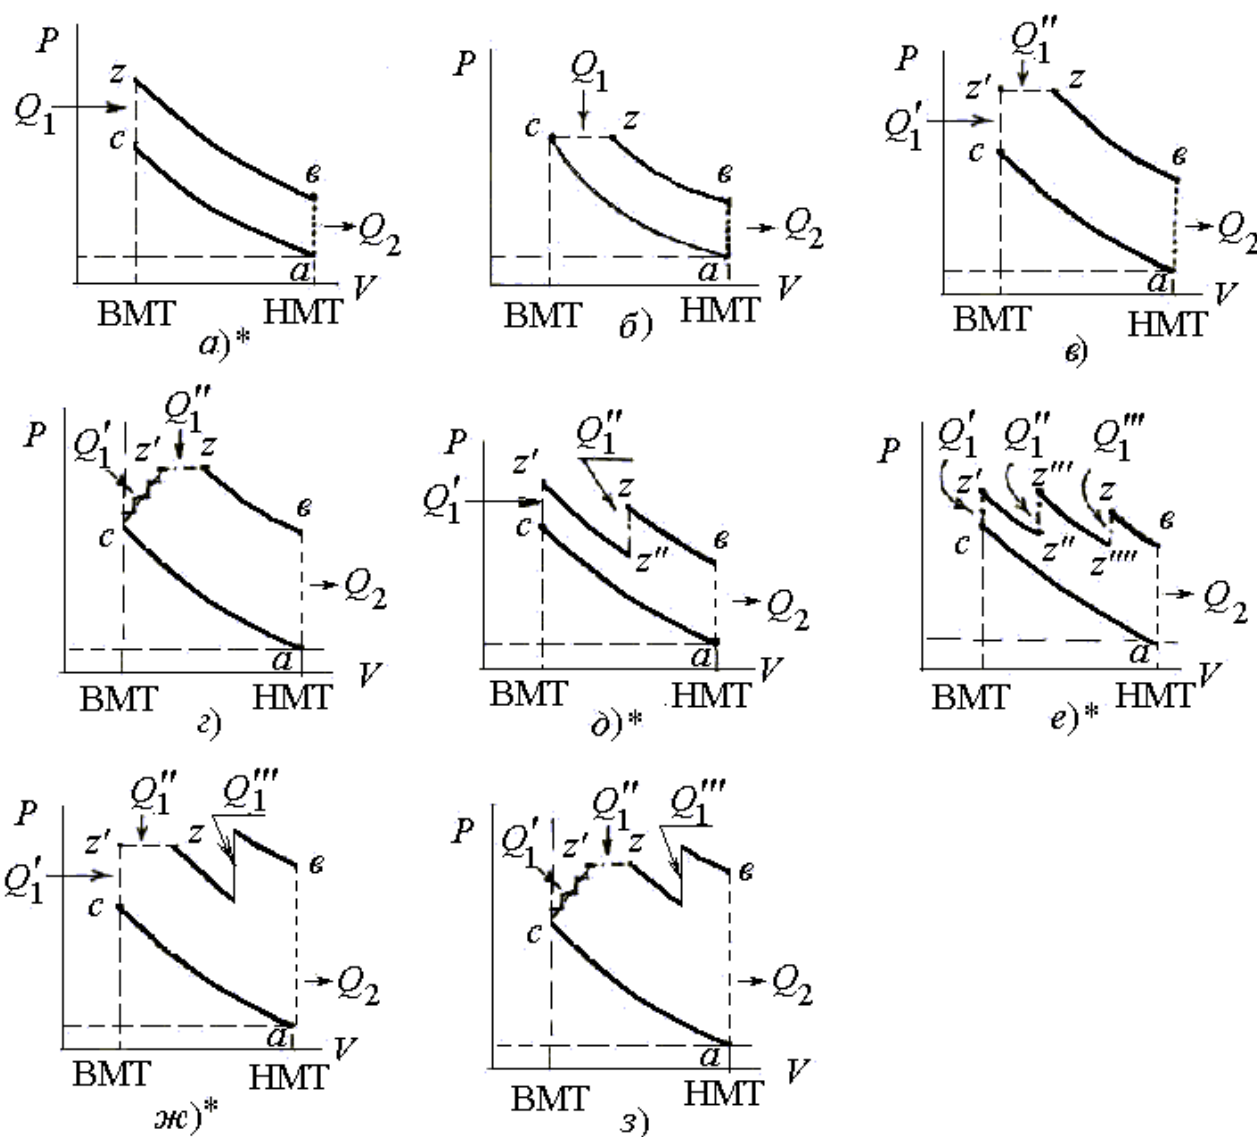 P
z
Q₁
c
в
Q₂
a
V
ВМТ НМТ
а)*
P
Q₁
c z
в
Q₂
a
V
ВМТ НМТ
б)
Q₁″
P
z′ z
Q₁′
c
в
Q₂
a
V
ВМТ НМТ
в)
Q₁″
P
Q₁′ z′ z
c
в
Q₂
a
V
ВМТ НМТ
г)
Q₁″
P
z′
Q₁′
z
c
z″
в
Q₂
a
V
ВМТ НМТ
д)*
Q₁′ Q₁″ Q₁‴
P
z′ z‴ z
в
c
z″ z⁗
Q₂
a
V
ВМТ НМТ
е)*
Q₁″ Q₁‴
P
z′ z
Q₁′
в
c
Q₂
a
V
ВМТ НМТ
ж)*
Q₁″ Q₁‴
P
Q₁′ z′ z
в
c
Q₂
a
V
ВМТ НМТ
з)